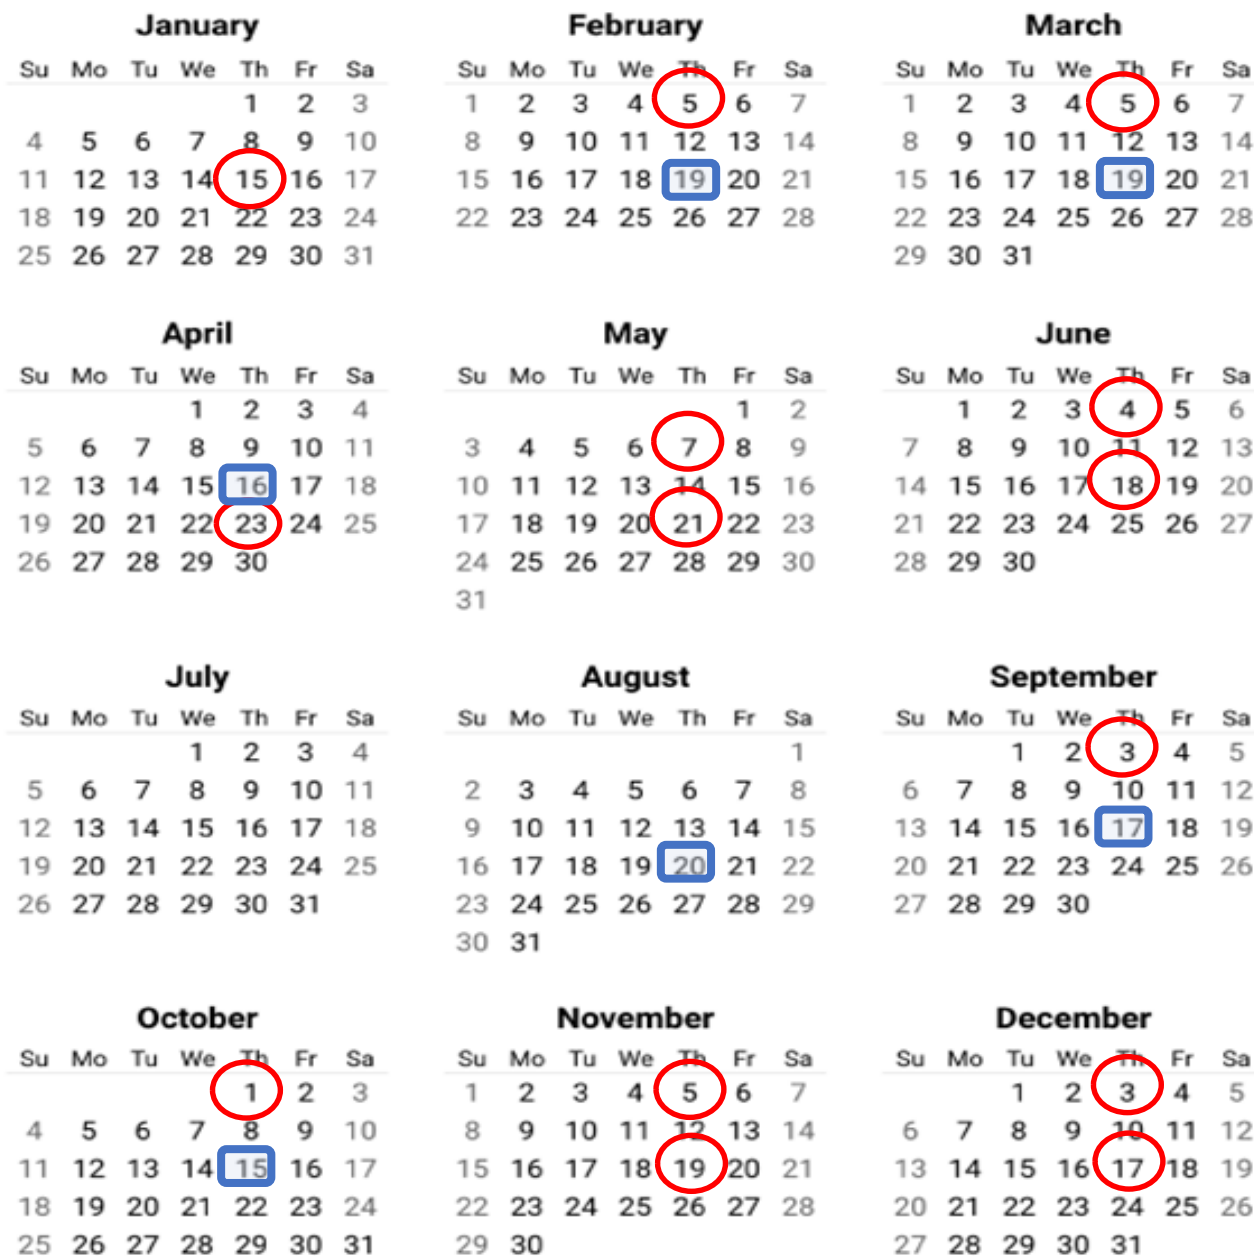 January
Su Mo Tu We Th Fr Sa
1 2 3
4 5 6 7 8 9 10
11 12 13 14 15 16 17
18 19 20 21 22 23 24
25 26 27 28 29 30 31
February
Su Mo Tu We Th Fr Sa
1 2 3 4 5 6 7
8 9 10 11 12 13 14
15 16 17 18 19 20 21
22 23 24 25 26 27 28
March
Su Mo Tu We Th Fr Sa
1 2 3 4 5 6 7
8 9 10 11 12 13 14
15 16 17 18 19 20 21
22 23 24 25 26 27 28
29 30 31
April
Su Mo Tu We Th Fr Sa
1 2 3 4
5 6 7 8 9 10 11
12 13 14 15 16 17 18
19 20 21 22 23 24 25
26 27 28 29 30
May
Su Mo Tu We Th Fr Sa
1 2
3 4 5 6 7 8 9
10 11 12 13 14 15 16
17 18 19 20 21 22 23
24 25 26 27 28 29 30
31
June
Su Mo Tu We Th Fr Sa
1 2 3 4 5 6
7 8 9 10 11 12 13
14 15 16 17 18 19 20
21 22 23 24 25 26 27
28 29 30
July
Su Mo Tu We Th Fr Sa
1 2 3 4
5 6 7 8 9 10 11
12 13 14 15 16 17 18
19 20 21 22 23 24 25
26 27 28 29 30 31
August
Su Mo Tu We Th Fr Sa
1
2 3 4 5 6 7 8
9 10 11 12 13 14 15
16 17 18 19 20 21 22
23 24 25 26 27 28 29
30 31
September
Su Mo Tu We Th Fr Sa
1 2 3 4 5
6 7 8 9 10 11 12
13 14 15 16 17 18 19
20 21 22 23 24 25 26
27 28 29 30
October
Su Mo Tu We Th Fr Sa
1 2 3
4 5 6 7 8 9 10
11 12 13 14 15 16 17
18 19 20 21 22 23 24
25 26 27 28 29 30 31
November
Su Mo Tu We Th Fr Sa
1 2 3 4 5 6 7
8 9 10 11 12 13 14
15 16 17 18 19 20 21
22 23 24 25 26 27 28
29 30
December
Su Mo Tu We Th Fr Sa
1 2 3 4 5
6 7 8 9 10 11 12
13 14 15 16 17 18 19
20 21 22 23 24 25 26
27 28 29 30 31